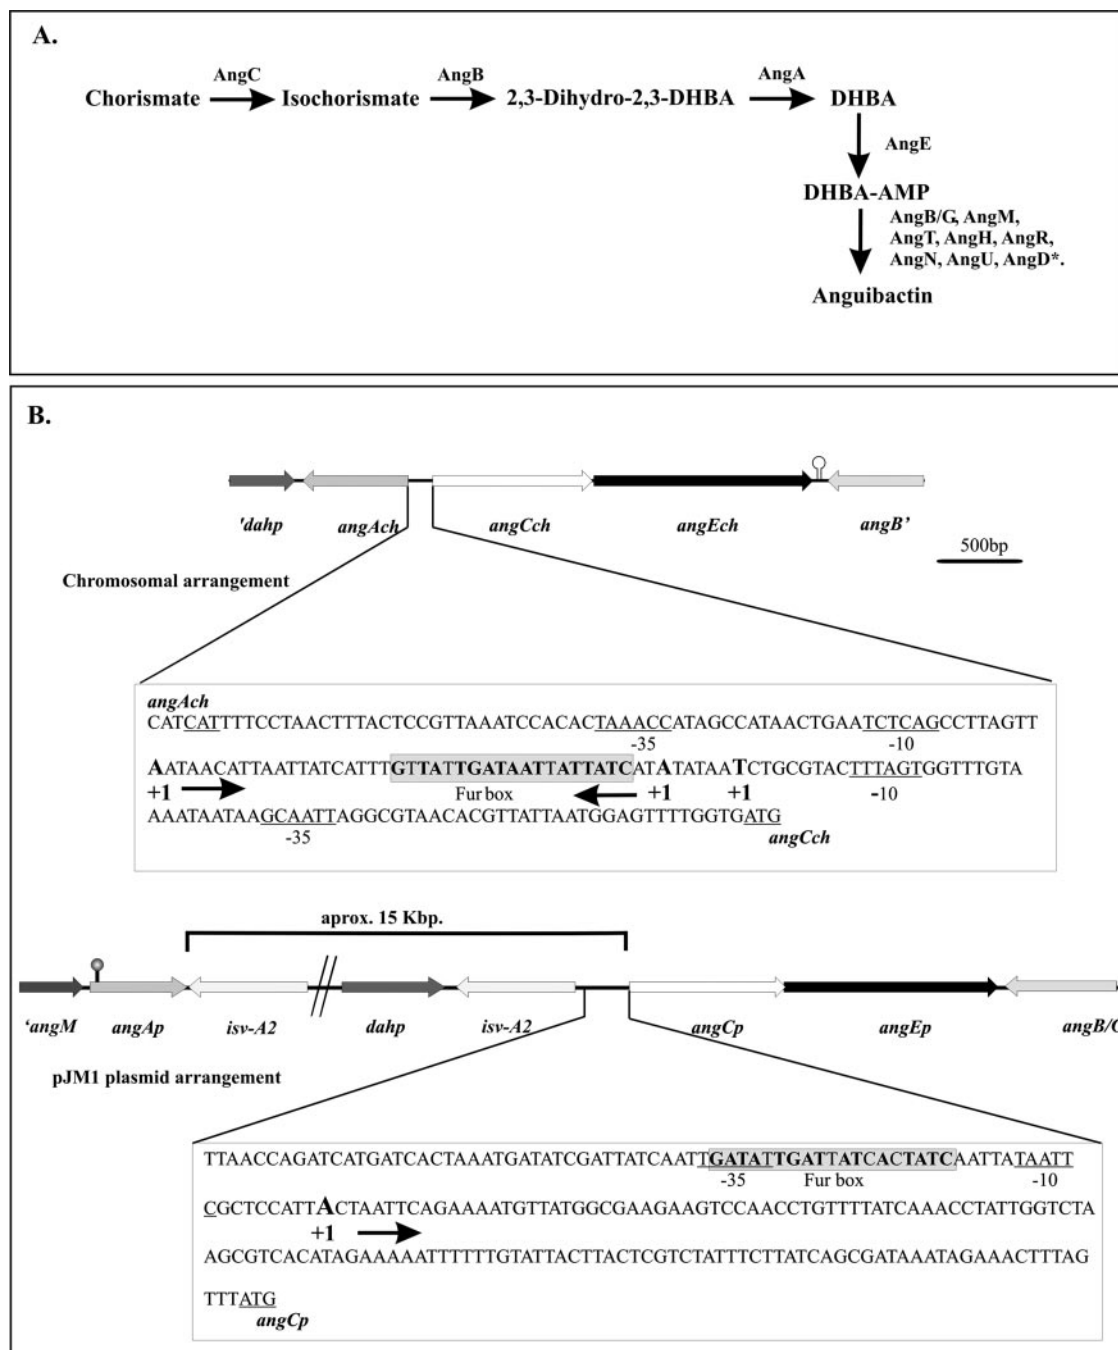 A.
Chorismate AngC Isochorismate AngB 2,3-Dihydro-2,3-DHBA AngA DHBA
AngE
DHBA-AMP
AngB/G, AngM,
AngT, AngH, AngR,
AngN, AngU, AngD*.
Anguibactin
B.
'dahp angAch angCch angEch angB'
500bp
Chromosomal arrangement
angAch
CATCATTTTCCTAACTTTACTCCGTTAAATCCACACTAAACCATAGCCATAACTGAATCTCAGCCTTAGTT
-35 -10
AATAACATTAATTATCATTTGTTATTGATAATTATTATCATATATAATCTGCGTACTTTAGTGGTTTGTA
+1 Fur box +1 +1 -10
AAATAATAAGCAATTAGGCGTAACACGTTATTAATGGAGTTTTGGTGATG
-35 angCch
aprox. 15 Kbp.
'angM angAp isv-A2 dahp isv-A2 angCp angEp angB/
pJM1 plasmid arrangement
TTAACCAGATCATGATCACTAAATGATATCGATTATCAATTGATATTGATTATCACTATCAATTATAATT
-35 Fur box -10
CGCTCCATTACTAATTCAGAAAATGTTATGGCGAAGAAGTCCAACCTGTTTTATCAAACCTATTGGTCTA
+1
AGCGTCACATAGAAAAATTTTTTGTATTACTTACTCGTCTATTTCTTATCAGCGATAAATAGAAACTTTAG
TTTATG
angCp